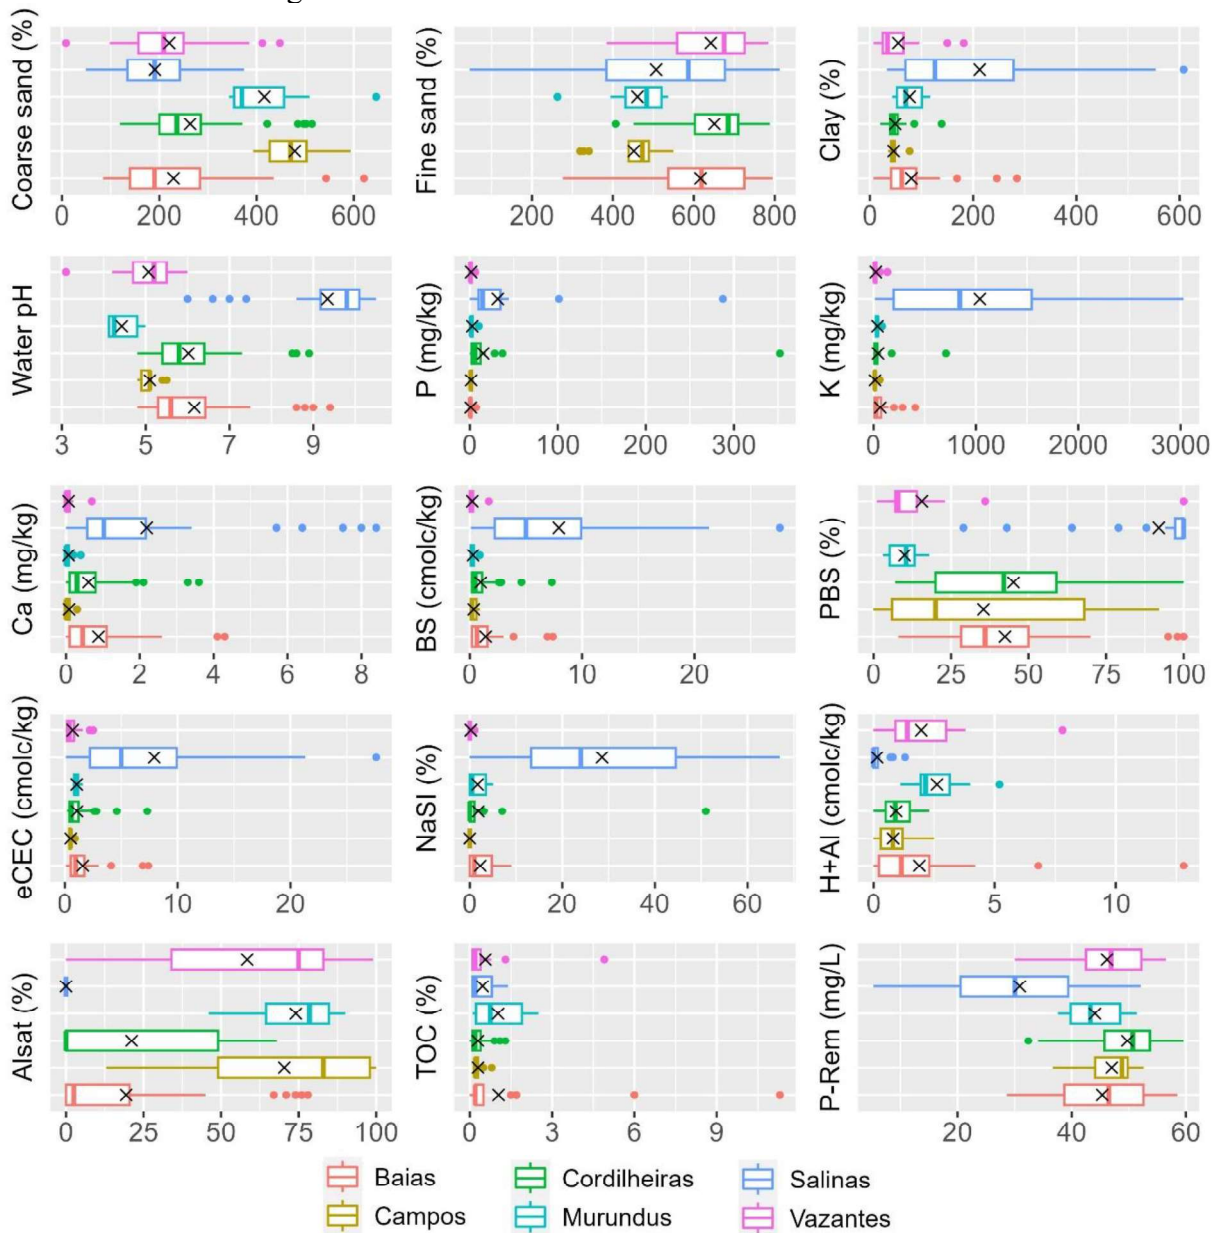 Coarse sand (%)
0 200 400 600
Fine sand (%)
200 400 600 800
Clay (%)
0 200 400 600
Water pH
3 5 7 9
P (mg/kg)
0 100 200 300
K (mg/kg)
0 1000 2000 3000
Ca (mg/kg)
0 2 4 6 8
BS (cmolc/kg)
0 10 20
PBS (%)
0 25 50 75 100
eCEC (cmolc/kg)
0 10 20
NaSI (%)
0 20 40 60
H+Al (cmolc/kg)
0 5 10
Alsat (%)
0 25 50 75 100
TOC (%)
0 3 6 9
P-Rem (mg/L)
20 40 60
Baias Cordilheiras Salinas
Campos Murundus Vazantes